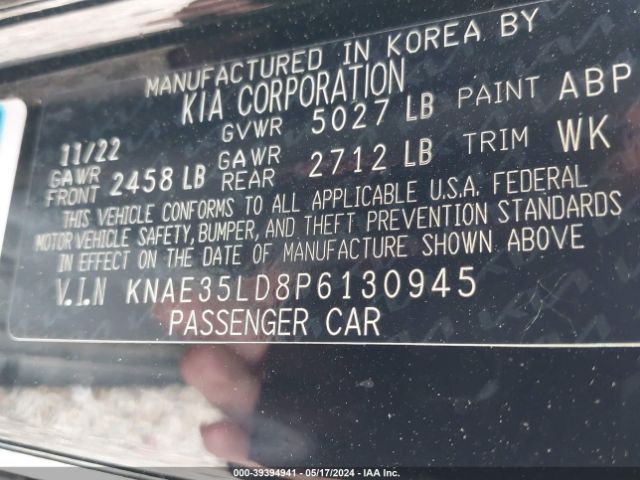 MANUFACTURED IN KOREA BY
KIA CORPORATION
11/22 GVWR 5027 LB PAINT ABP
GAWR FRONT 2458 LB GAWR REAR 2712 LB TRIM WK
THIS VEHICLE CONFORMS TO ALL APPLICABLE U.S.A. FEDERAL
MOTOR VEHICLE SAFETY, BUMPER, AND THEFT PREVENTION STANDARDS
IN EFFECT ON THE DATE OF MANUFACTURE SHOWN ABOVE
V.I.N KNAE35LD8P6130945
PASSENGER CAR
000-39394941 - 05/17/2024 - IAA Inc.